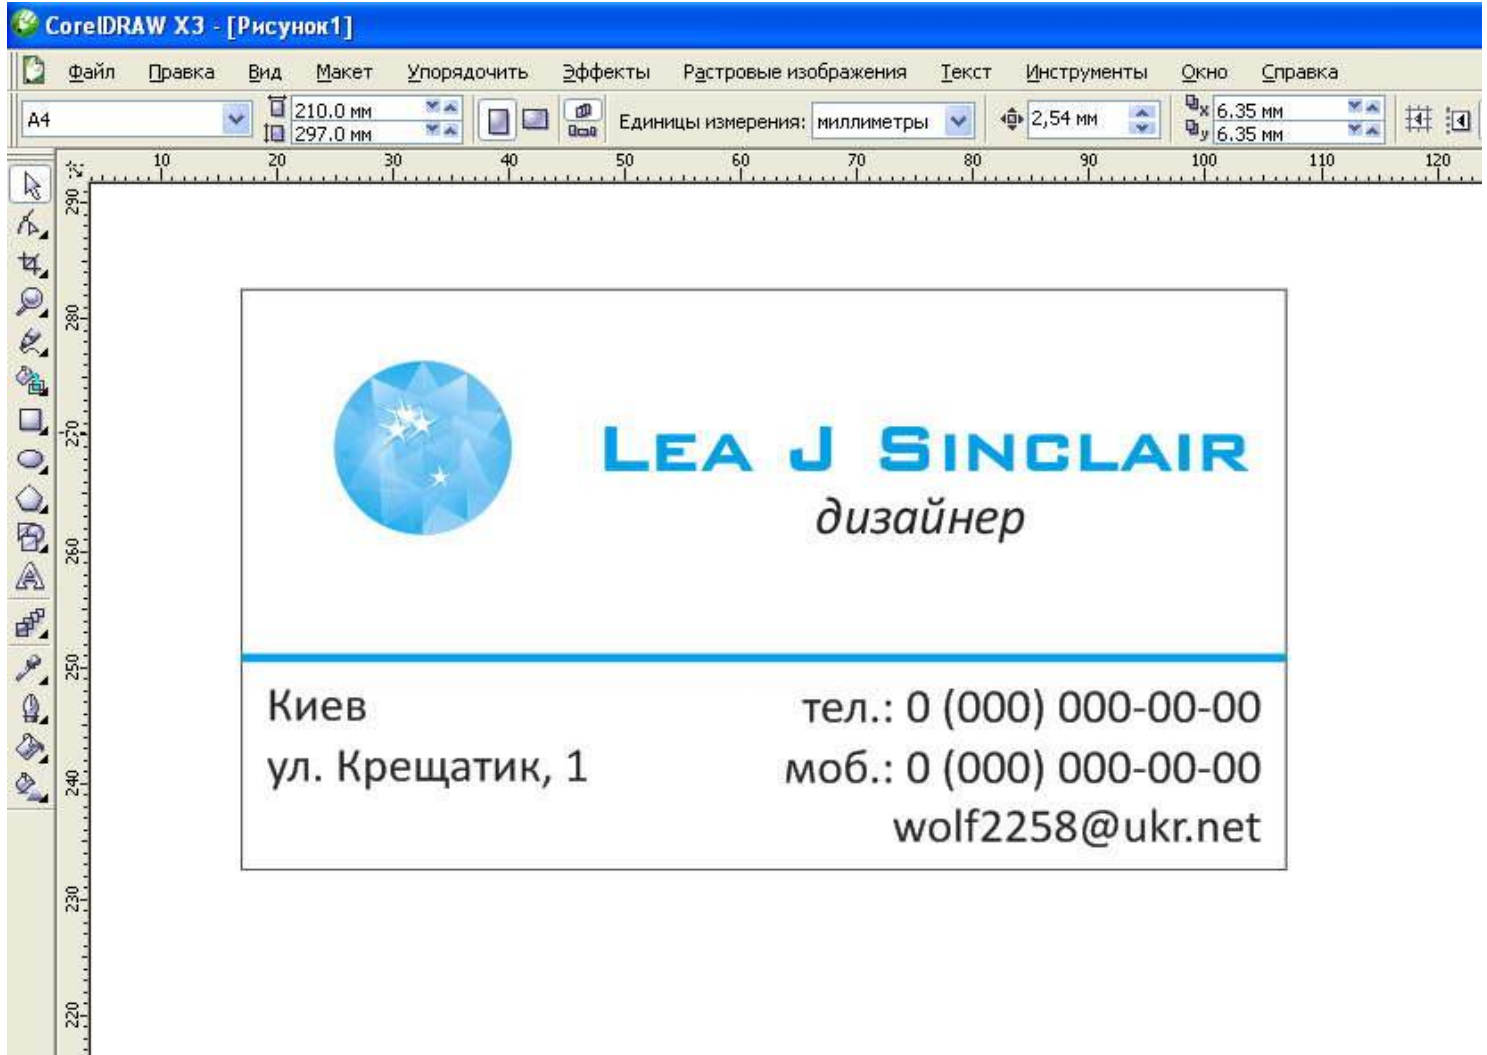 CorelDRAW X3 - [Рисунок1]
Файл Правка Вид Макет Упорядочить Эффекты Растровые изображения Текст Инструменты Окно Справка
A4 210.0 мм 297.0 мм Единицы измерения: миллиметры 2,54 мм x 6.35 мм y 6.35 мм
10 20 30 40 50 60 70 80 90 100 110 120
290
280
270
260
250
240
230
220
LEA J SINCLAIR
дизайнер
Киев
ул. Крещатик, 1
тел.: 0 (000) 000-00-00
моб.: 0 (000) 000-00-00
wolf2258@ukr.net